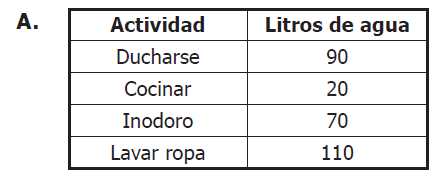 A.
Actividad Litros de agua
Ducharse 90
Cocinar 20
Inodoro 70
Lavar ropa 110